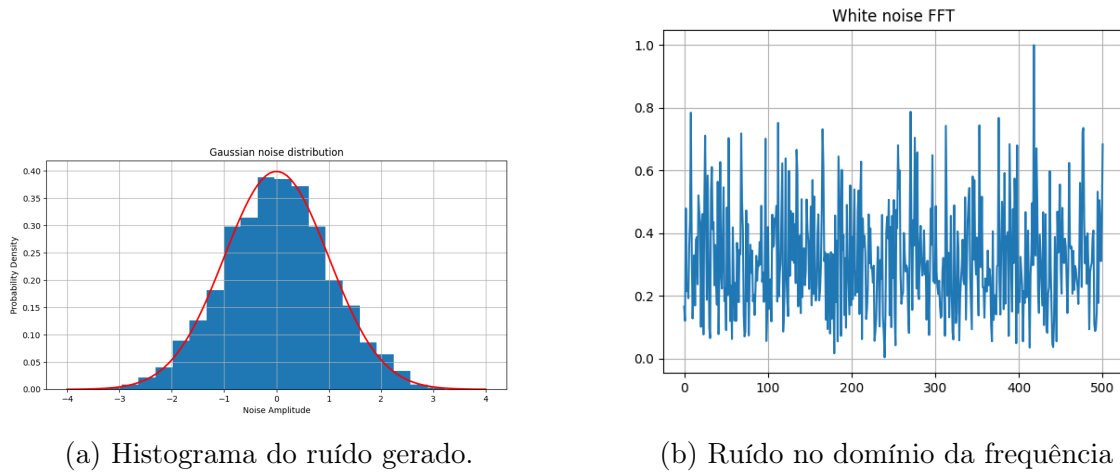 White noise FFT
1.0
0.8
0.6
0.4
0.2
0.0
0 100 200 300 400 500
Gaussian noise distribution
0.40
0.35
0.30
0.25
0.20
0.15
0.10
0.05
0.00
Probability Density
−4 −3 −2 −1 0 1 2 3 4
Noise Amplitude
(a) Histograma do ruído gerado.
(b) Ruído no domínio da frequência